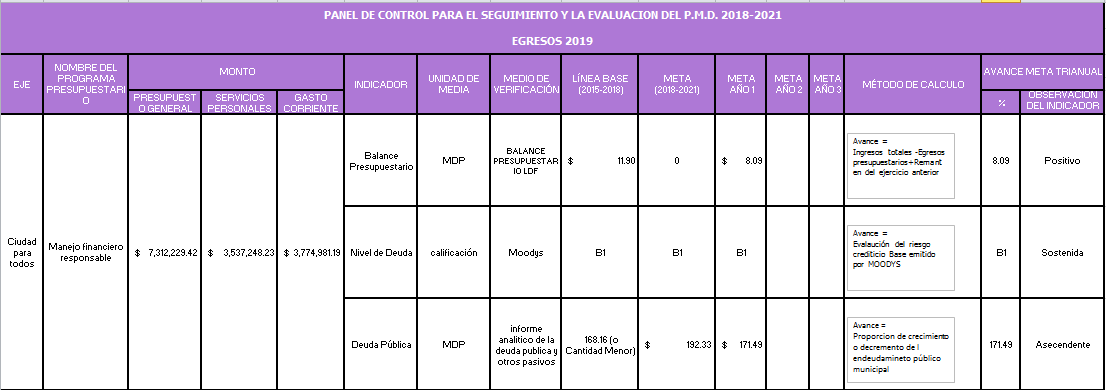 PANEL DE CONTROL PARA EL SEGUIMIENTO Y LA EVALUACION DEL P.M.D. 2018-2021
EGRESOS 2019
EJE
NOMBRE DEL
PROGRAMA
PRESUPUESTARI
O
MONTO
PRESUPUEST
O GENERAL
SERVICIOS
PERSONALES
GASTO
CORRIENTE
INDICADOR
UNIDAD DE
MEDIA
MEDIO DE
VERIFICACIÓN
LÍNEA BASE
(2015-2018)
META
(2018-2021)
META
AÑO 1
META
AÑO 2
META
AÑO 3
MÉTODO DE CALCULO
AVANCE META TRIANUAL
%
OBSERVACIÓN
DEL INDICADOR
Ciudad
para
todos
Manejo financiero
responsable
$ 7,312,229.42
$ 3,537,248.23
$ 3,774,981.19
Balance
Presupuestario
MDP
BALANCE
PRESUPUESTAR
IO LDF
$ 11.90
0
$ 8.09
Avance =
Ingresos totales -Egresos
presupuestarios+Remant
en del ejercicio anterior
8.09
Positivo
Nivel de Deuda
calificación
Moodys
B1
B1
B1
Avance =
Evalaución del riesgo
crediticio Base emitido
por MOODYS
B1
Sostenida
Deuda Pública
MDP
informe
analitico de la
deuda publica y
otros pasivos
168.16 (o
Cantidad Menor)
$ 192.33
$ 171.49
Avance =
Proporcion de crecimiento
o decremento de l
endeudamineto público
municipal
171.49
Asecendente